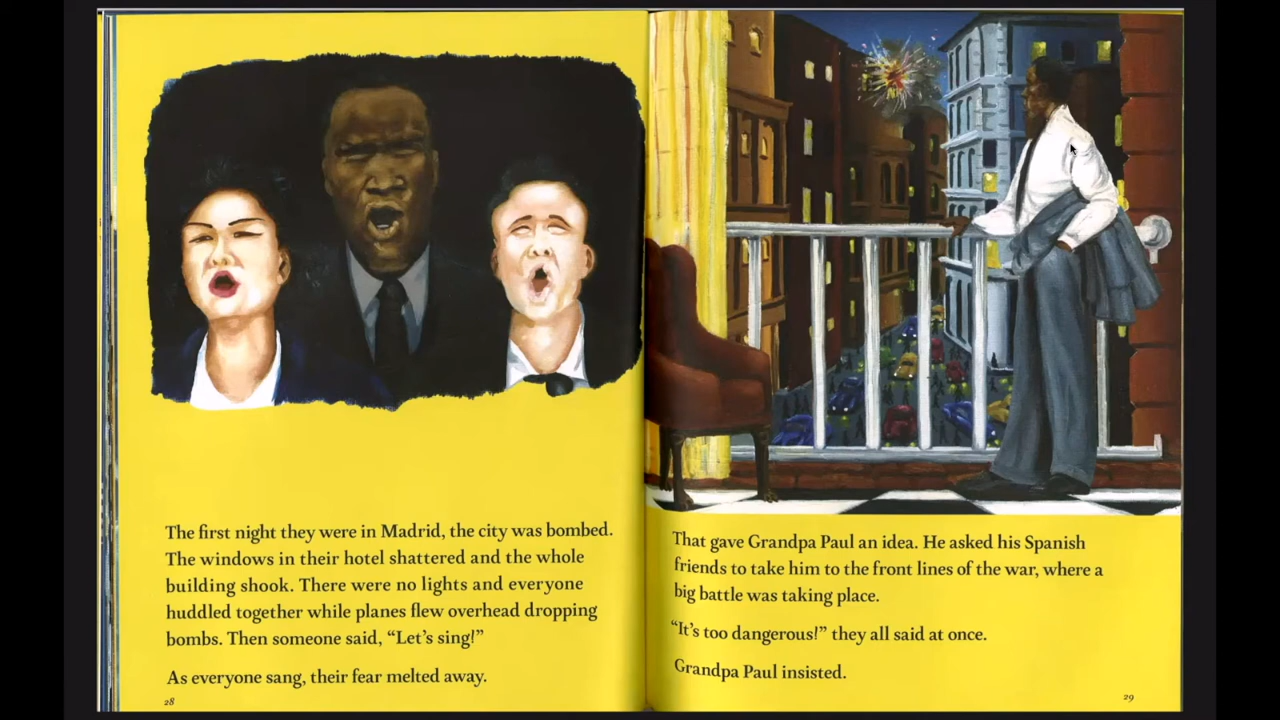 The first night they were in Madrid, the city was bombed.
The windows in their hotel shattered and the whole
building shook. There were no lights and everyone
huddled together while planes flew overhead dropping
bombs. Then someone said, “Let’s sing!”
As everyone sang, their fear melted away.
28
That gave Grandpa Paul an idea. He asked his Spanish
friends to take him to the front lines of the war, where a
big battle was taking place.
“It’s too dangerous!” they all said at once.
Grandpa Paul insisted.
29